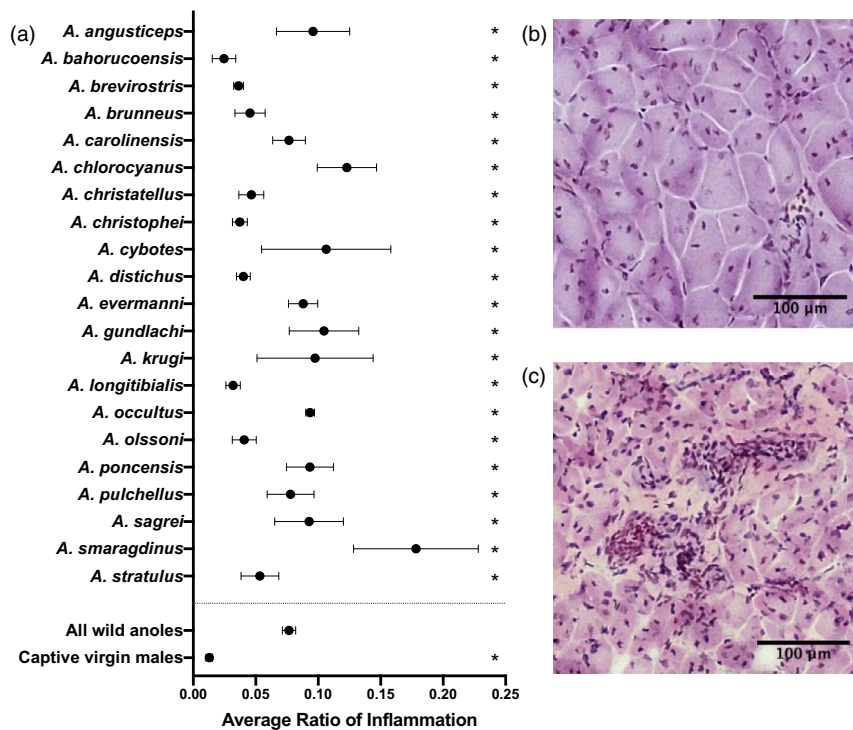 (a)
A. angusticeps *
A. bahorucoensis *
A. brevirostris *
A. brunneus *
A. carolinensis *
A. chlorocyanus *
A. christatellus *
A. christophei *
A. cybotes *
A. distichus *
A. evermanni *
A. gundlachi *
A. krugi *
A. longitibialis *
A. occultus *
A. olssoni *
A. poncensis *
A. pulchellus *
A. sagrei *
A. smaragdinus *
A. stratulus *
All wild anoles
Captive virgin males *
0.00 0.05 0.10 0.15 0.20 0.25
Average Ratio of Inflammation
(b)
100 µm
(c)
100 µm